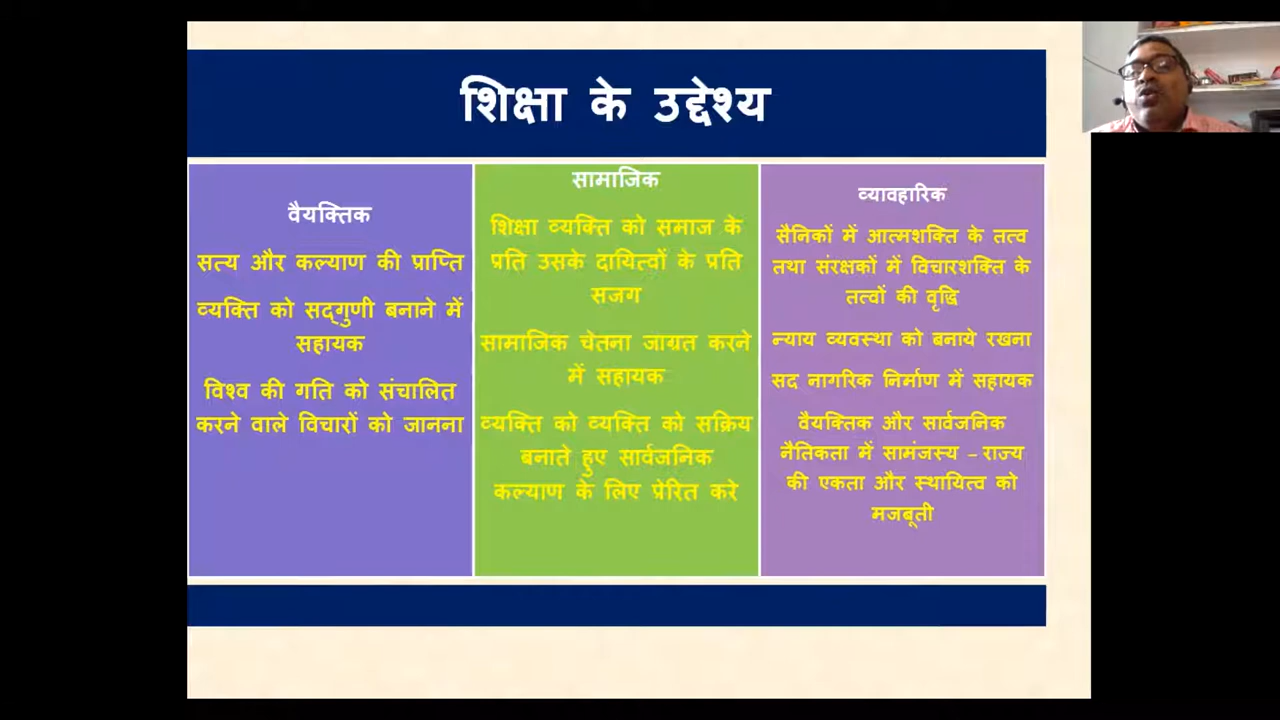 शिक्षा के उद्देश्य
वैयक्तिक
सत्य और कल्याण की प्राप्ति
व्यक्ति को सद्‌गुणी बनाने में
सहायक
विश्व की गति को संचालित
करने वाले विचारों को जानना
सामाजिक
शिक्षा व्यक्ति को समाज के
प्रति उसके दायित्वों के प्रति
सजग
सामाजिक चेतना जाग्रत करने
में सहायक
व्यक्ति को व्यक्ति को सक्रिय
बनाते हुए सार्वजनिक
कल्याण के लिए प्रेरित करे
व्यावहारिक
सैनिकों में आत्मशक्ति के तत्व
तथा संरक्षकों में विचारशक्ति के
तत्वों की वृद्धि
न्याय व्यवस्था को बनाये रखना
सद नागरिक निर्माण में सहायक
वैयक्तिक और सार्वजनिक
नैतिकता में सामंजस्य – राज्य
की एकता और स्थायित्व को
मजबूती